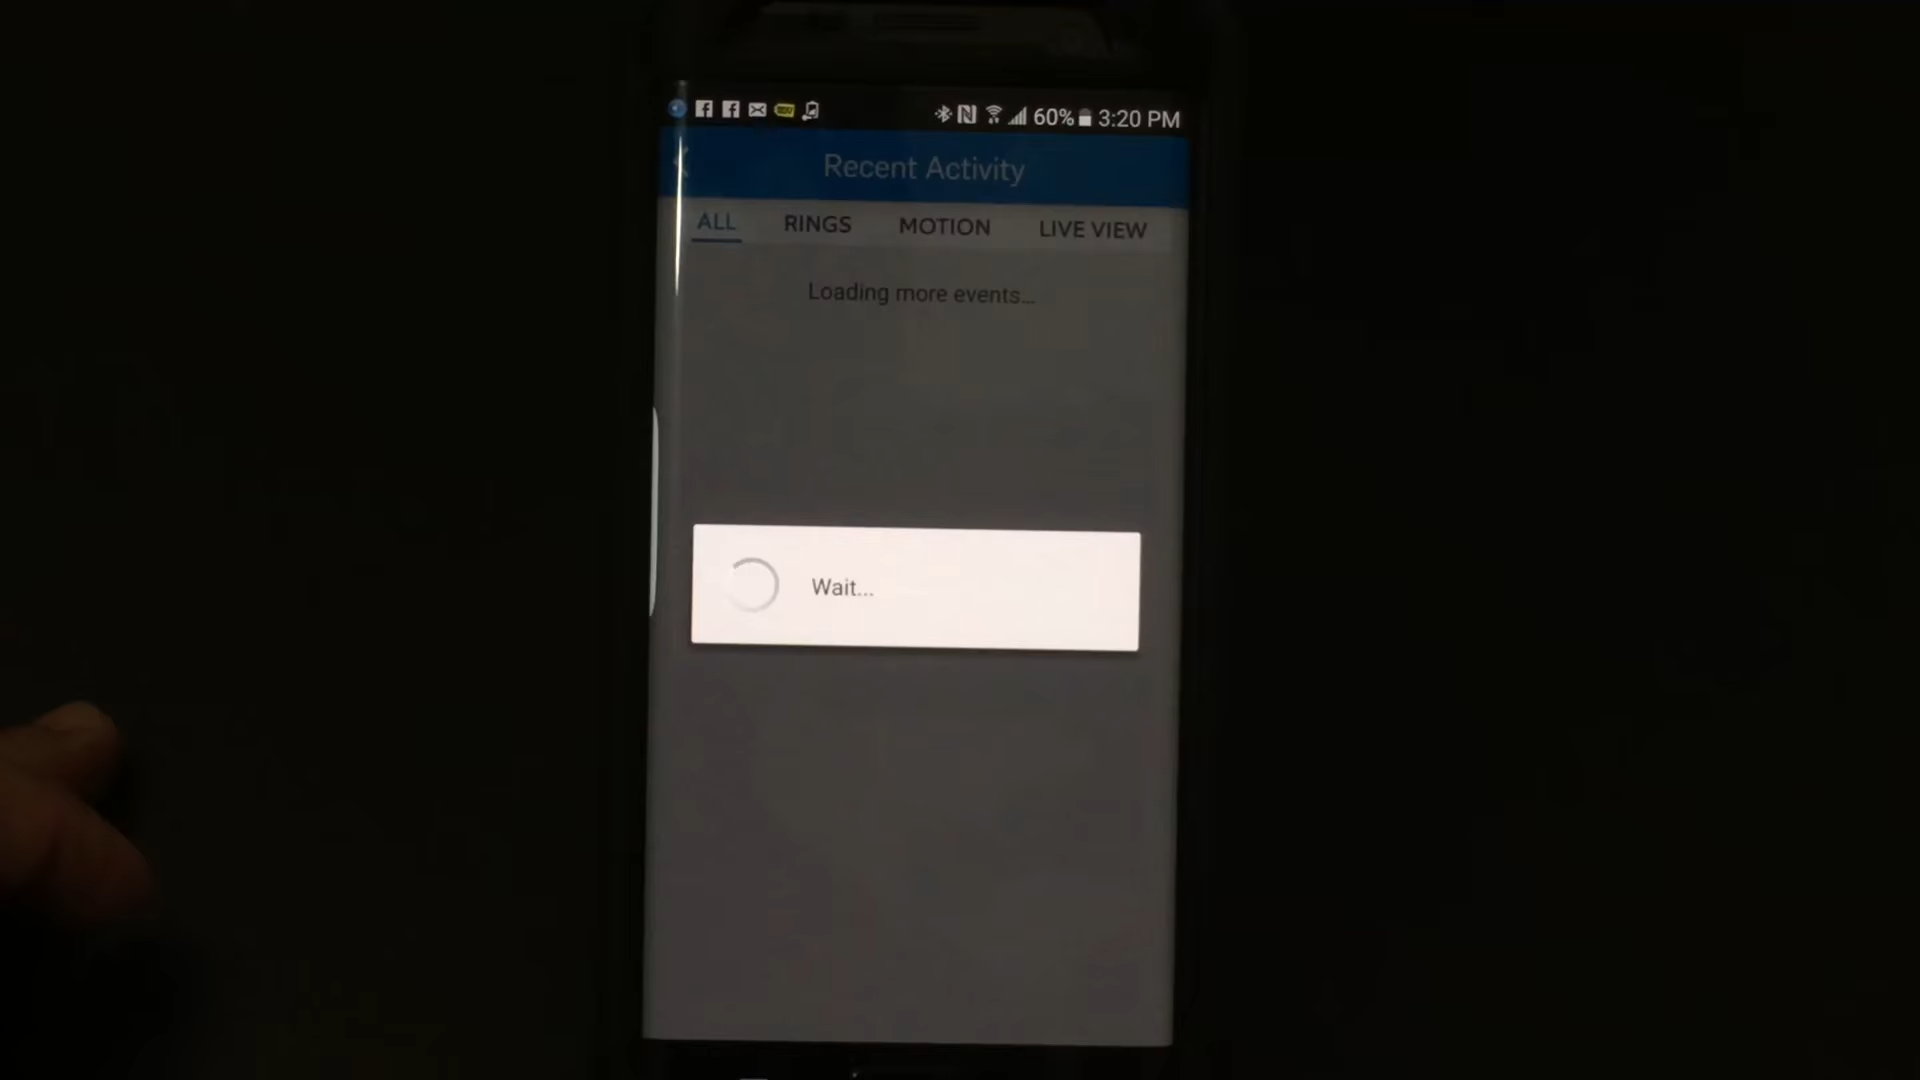 60% 3:20 PM
Recent Activity
ALL RINGS MOTION LIVE VIEW
Loading more events...
Wait...